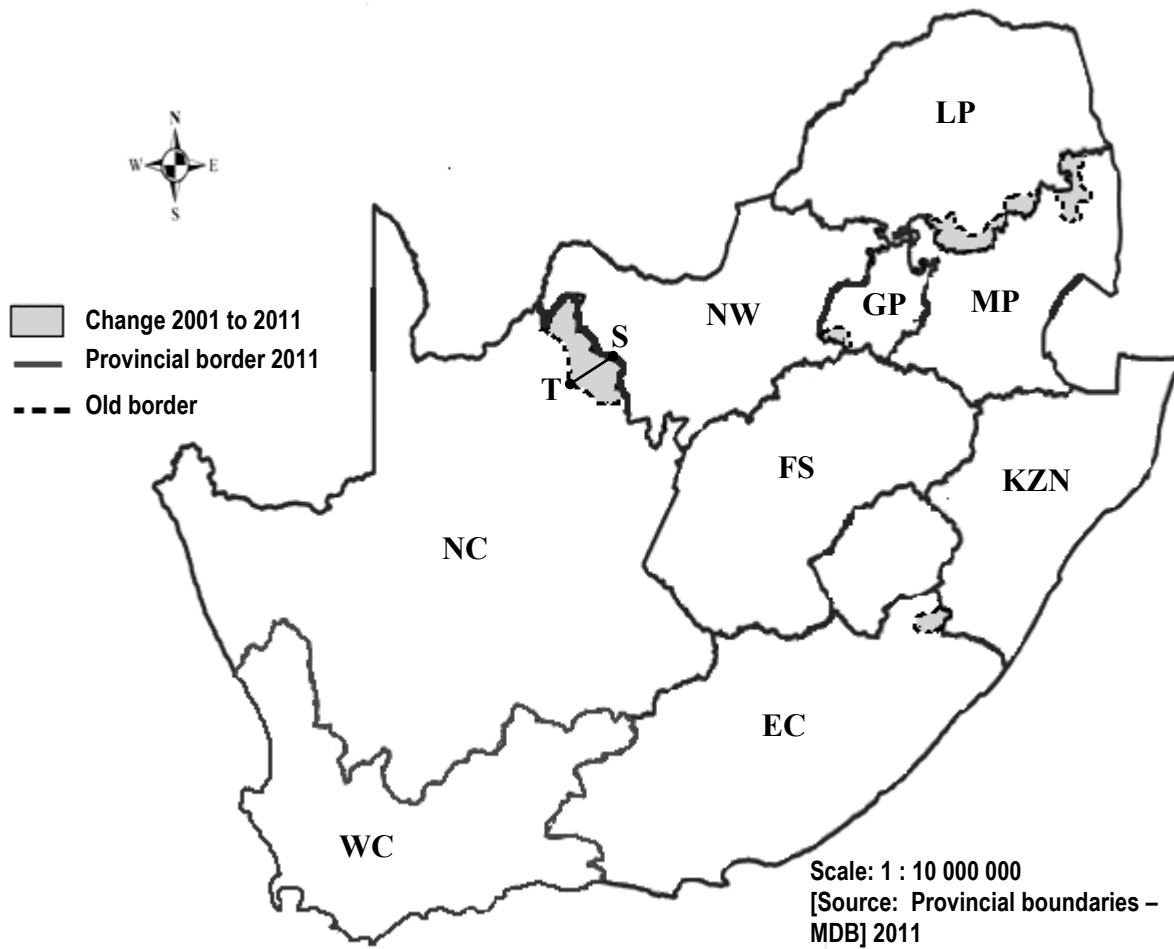 LP
N
W E
S
NW
GP
MP
Change 2001 to 2011
S
Provincial border 2011
T
Old border
FS
KZN
NC
EC
WC
Scale: 1 : 10 000 000
[Source: Provincial boundaries –
MDB] 2011